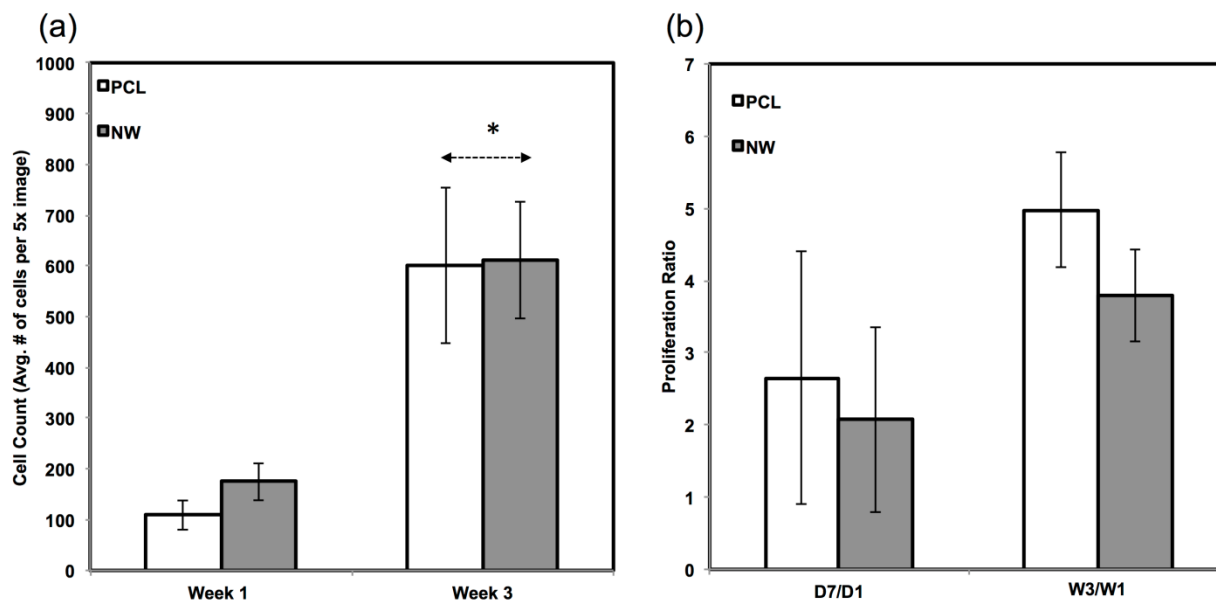 (a)
1000
900
800
700
600
500
400
300
200
100
0
Cell Count (Avg. # of cells per 5x image)
PCL
NW
*
Week 1
Week 3
(b)
7
6
5
4
3
2
1
0
Proliferation Ratio
PCL
NW
D7/D1
W3/W1